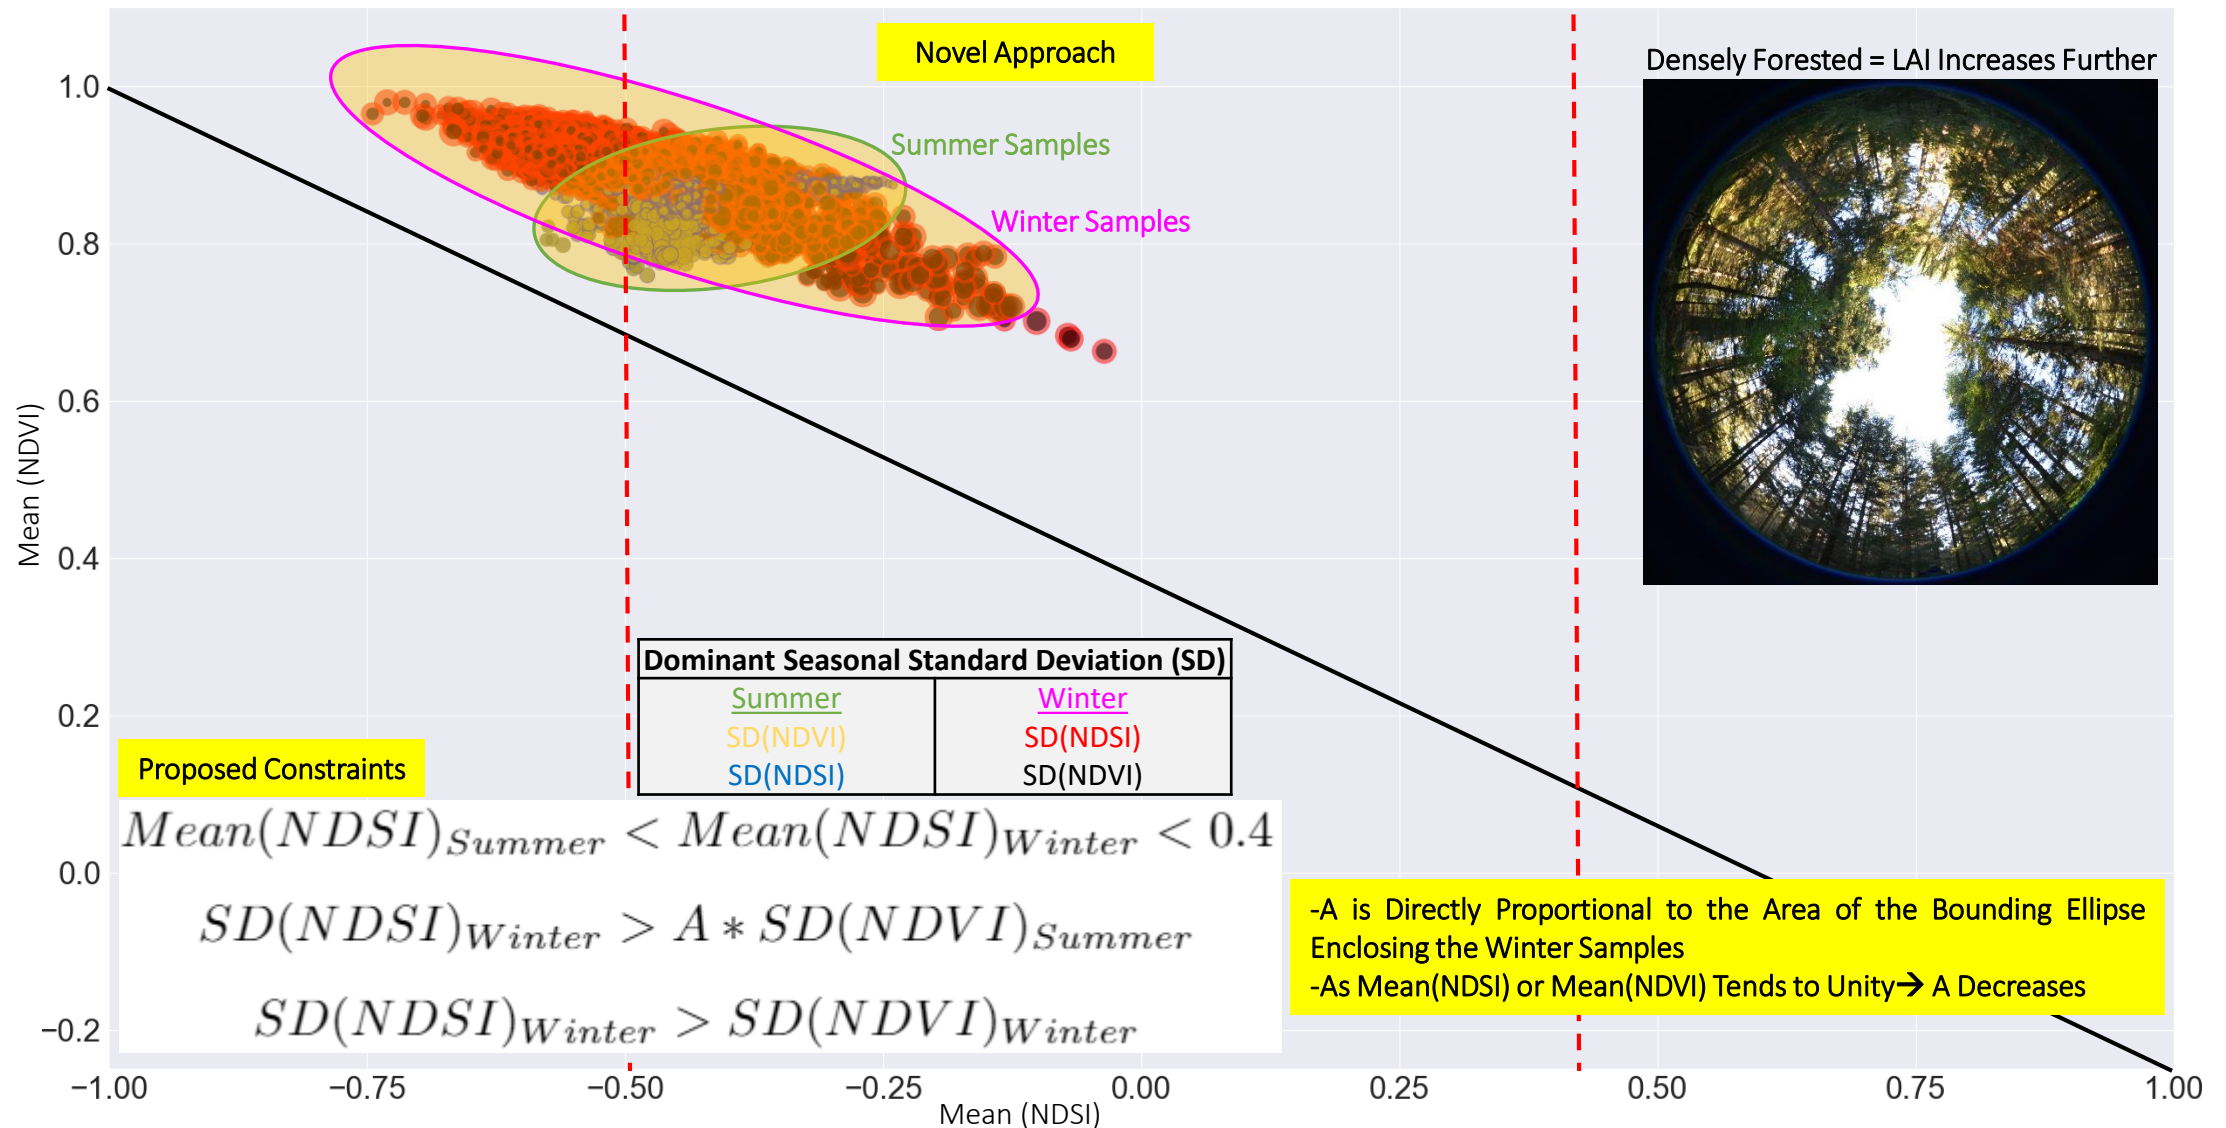 Novel Approach
Densely Forested = LAI Increases Further
Summer Samples
Winter Samples
Mean (NDVI)
1.0
0.8
0.6
0.4
0.2
0.0
−0.2
Dominant Seasonal Standard Deviation (SD)
Summer Winter
SD(NDVI) SD(NDSI)
SD(NDSI) SD(NDVI)
Proposed Constraints
Mean(NDSI)Summer < Mean(NDSI)Winter < 0.4
SD(NDSI)Winter > A * SD(NDVI)Summer
SD(NDSI)Winter > SD(NDVI)Winter
-A is Directly Proportional to the Area of the Bounding Ellipse
Enclosing the Winter Samples
-As Mean(NDSI) or Mean(NDVI) Tends to Unity→ A Decreases
−1.00 −0.75 −0.50 −0.25 0.00 0.25 0.50 0.75 1.00
Mean (NDSI)